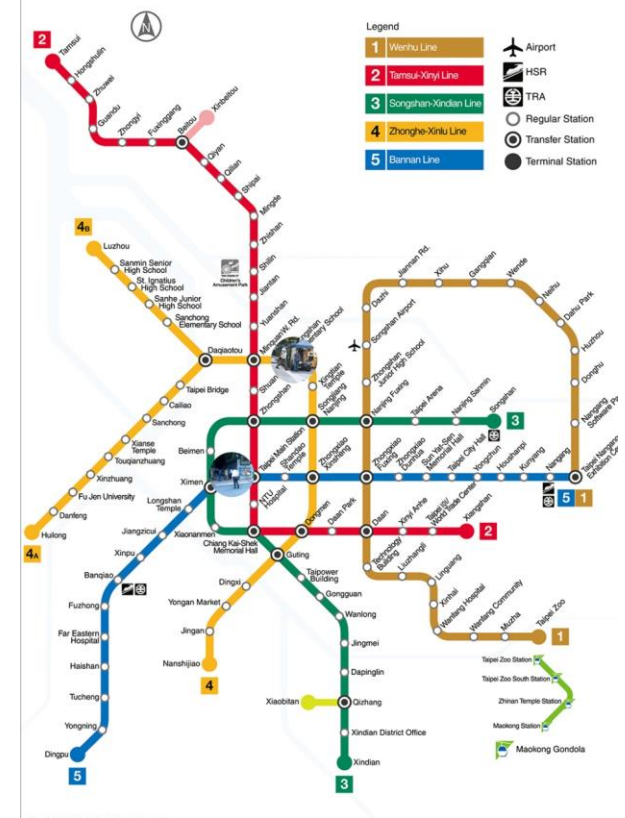 2
Tamsui
Hongshulin
Zhuwei
Guandu
Zhongyi
Fuxinggang
Beitou
Xinbeitou
Qiyan
Qilian
Shipai
Mingde
Zhishan
Shilin
Jiantan
Yuanshan
Minquan W. Rd.
Zhongshan
Taipei Main Station
NTU
Hospital
Chiang Kai-Shek
Memorial Hall
Legend
1 Wenhu Line
2 Tamsui-Xinyi Line
3 Songshan-Xindian Line
4 Zhonghe-Xinlu Line
5 Bannan Line
Airport
HSR
TRA
Regular Station
Transfer Station
Terminal Station
N
Children's
Amusement Park
4B
Luzhou
Sanmin Senior
High School
St. Ignatius
High School
Sanhe Junior
High School
Sanchong
Elementary School
Daqiaotou
Taipei Bridge
Cailiao
Sanchong
Xianse
Temple
Touqianzhuang
Xinzhuang
Fu Jen University
Danfeng
Huilong
4A
Xingtian
Temple
Songjiang
Nanjing
Zhongxiao
Xinsheng
Dongmen
Guting
Dingxi
Yongan Market
Jingan
Nanshijiao
4
Jiannan Rd.
Xihu
Gangqian
Wende
Neihu
Dahu Park
Huzhou
Donghu
Nangang
Software
Taipei Nangang
Exhibition
5 1
Dazhi
Songshan Airport
Zhongshan
Junior High School
Nanjing Fuxing
Taipei Arena
Nanjing Sanmin
Songshan
3
Beimen
Ximen
Xiaonanmen
Shandao
Temple
Zhongxiao
Fuxing
Zhongxiao
Dunhua
Sun Yat-Sen
Memorial Hall
Taipei City Hall
Yongchun
Houshanpi
Kunyang
Nangang
Longshan
Temple
Jiangzicui
Xinpu
Banqiao
Fuzhong
Far Eastern
Hospital
Haishan
Tucheng
Yongning
Dingpu
5
Daan Park
Daan
Xinyi Anhe
World Trade Center
Xiangshan
2
Technology
Building
Liuzhangli
Linguang
Xinhai
Wanfang Hospital
Wanfang Community
Muzha
Taipei Zoo
1
Taipower
Building
Gongguan
Wanlong
Jingmei
Dapinglin
Xiaobitan
Qizhang
Xindian District Office
Xindian
3
Taipei Zoo Station
Taipei Zoo South Station
Zhinan Temple Station
Maokong Station
Maokong Gondola